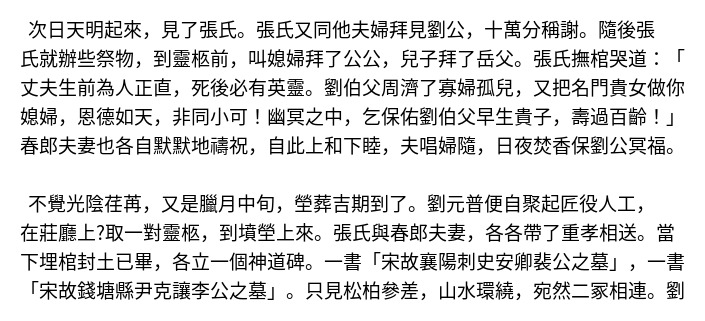 次日天明起來，見了張氏。張氏又同他夫婦拜見劉公，十萬分稱謝。隨後張
氏就辦些祭物，到靈柩前，叫媳婦拜了公公，兒子拜了岳父。張氏撫棺哭道：「
丈夫生前為人正直，死後必有英靈。劉伯父周濟了寡婦孤兒，又把名門貴女做你
媳婦，恩德如天，非同小可！幽冥之中，乞保佑劉伯父早生貴子，壽過百齡！」
春郎夫妻也各自默默地禱祝，自此上和下睦，夫唱婦隨，日夜焚香保劉公冥福。
不覺光陰荏苒，又是臘月中旬，塋葬吉期到了。劉元普便自聚起匠役人工，
在莊廳上?取一對靈柩，到墳塋上來。張氏與春郎夫妻，各各帶了重孝相送。當
下埋棺封土已畢，各立一個神道碑。一書「宋故襄陽刺史安卿裴公之墓」，一書
「宋故錢塘縣尹克讓李公之墓」。只見松柏參差，山水環繞，宛然二冢相連。劉